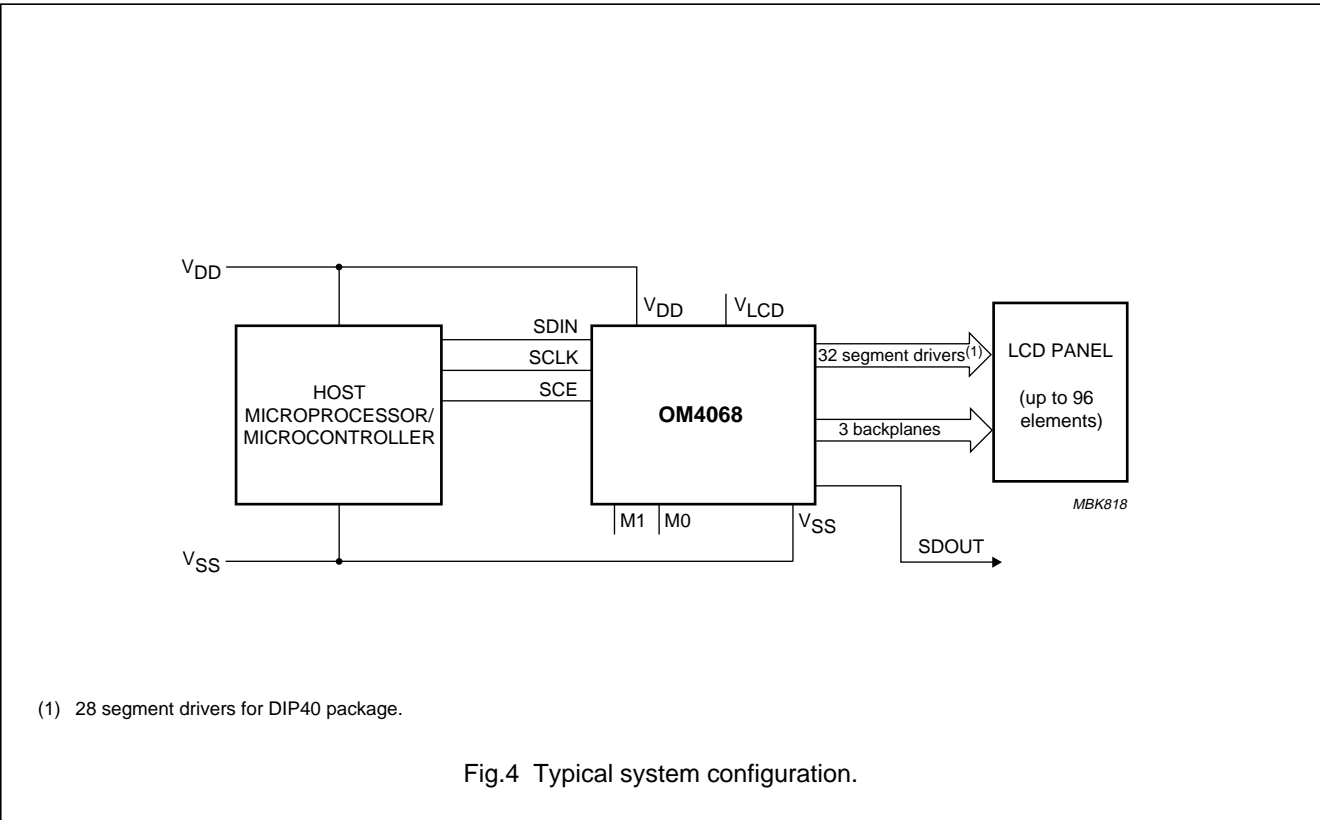 VDD
VDD
VLCD
SDIN
SCLK
SCE
HOST
MICROPROCESSOR/
MICROCONTROLLER
OM4068
32 segment drivers(1)
3 backplanes
LCD PANEL
(up to 96
elements)
MBK818
M1
M0
VSS
SDOUT
VSS
(1) 28 segment drivers for DIP40 package.
Fig.4 Typical system configuration.